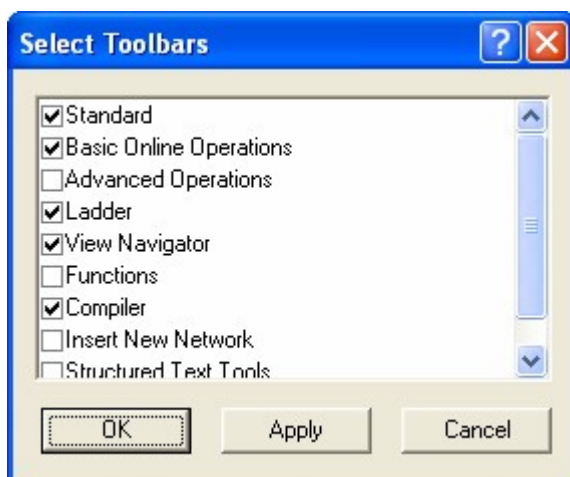 Select Toolbars
Standard
Basic Online Operations
Advanced Operations
Ladder
View Navigator
Functions
Compiler
Insert New Network
Structured Text Tools
OK Apply Cancel